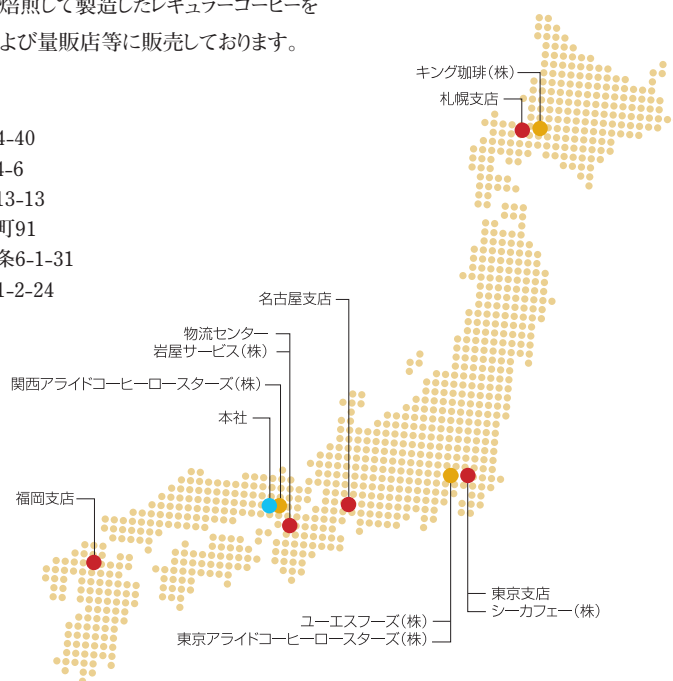 焙煎して製造したレギュラーコーヒーを
よび量販店等に販売しております。
4-40
4-6
13-13
町91
条6-1-31
1-2-24
キング珈琲(株)
札幌支店
名古屋支店
物流センター
岩屋サービス(株)
関西アライドコーヒーロースターズ(株)
本社
福岡支店
東京支店
シーカフェー(株)
ユーエスフーズ(株)
東京アライドコーヒーロースターズ(株)